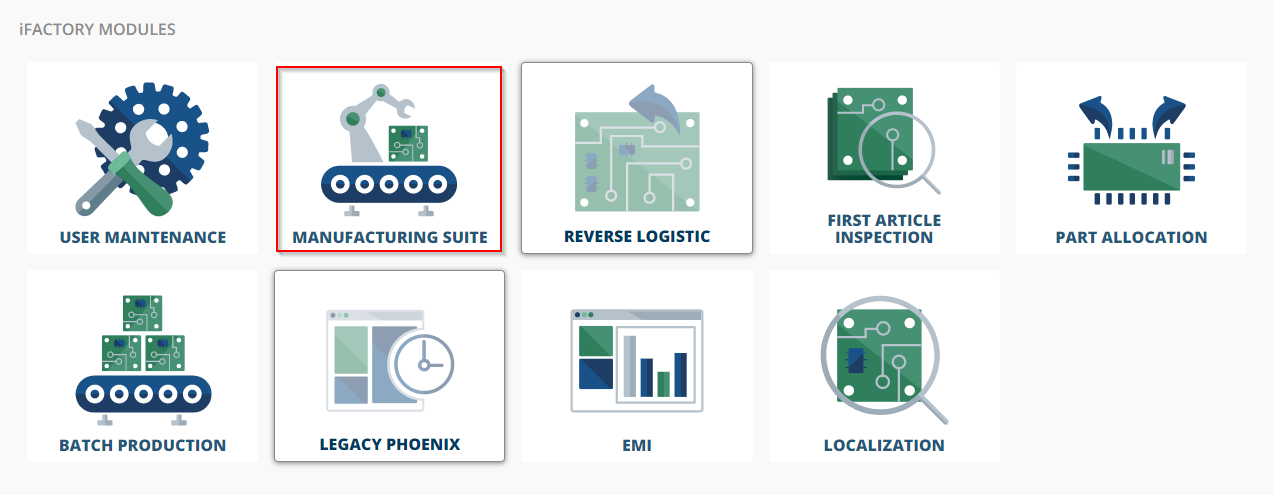 iFACTORY MODULES
USER MAINTENANCE
MANUFACTURING SUITE
REVERSE LOGISTIC
FIRST ARTICLE
INSPECTION
PART ALLOCATION
BATCH PRODUCTION
LEGACY PHOENIX
EMI
LOCALIZATION